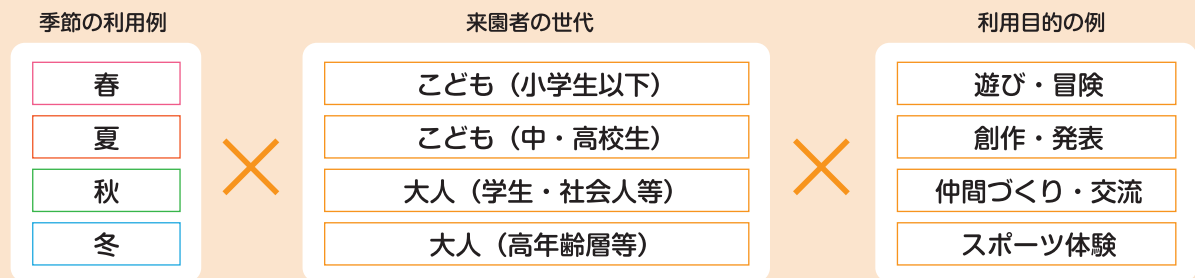 季節の利用例
春
夏
秋
冬
×
来園者の世代
こども（小学生以下）
こども（中・高校生）
大人（学生・社会人等）
大人（高年齢層等）
×
利用目的の例
遊び・冒険
創作・発表
仲間づくり・交流
スポーツ体験